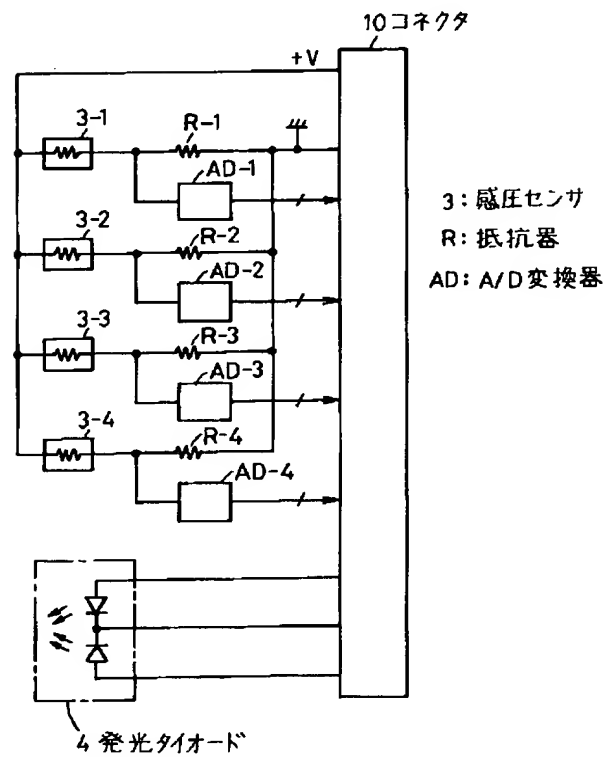 10コネクタ
+V
3-1
R-1
AD-1
3-2
R-2
AD-2
3-3
R-3
AD-3
3-4
R-4
AD-4
3:感圧センサ
R:抵抗器
AD:A/D変換器
4 発光タイオード